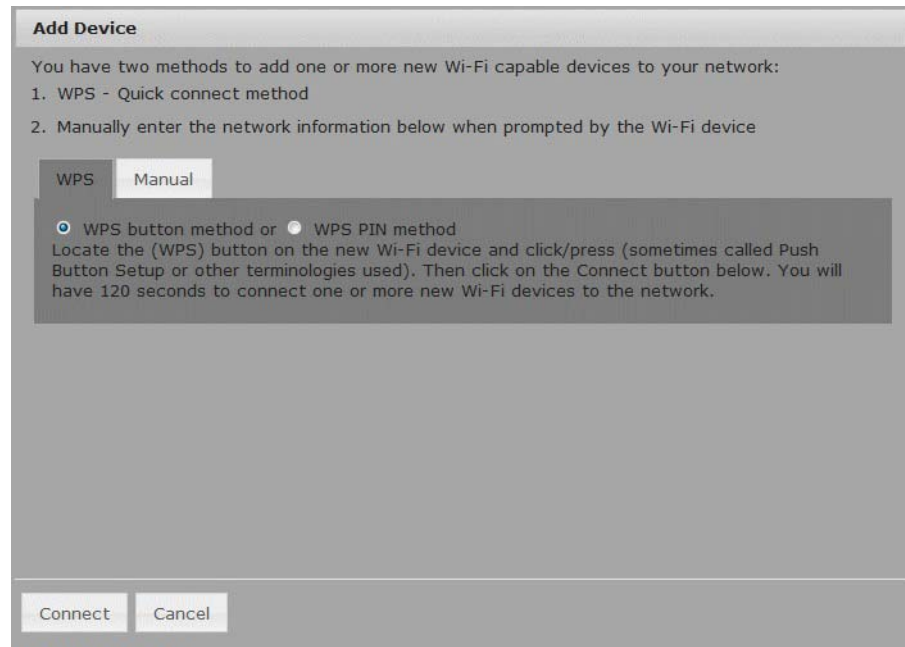 Add Device
You have two methods to add one or more new Wi-Fi capable devices to your network:
1. WPS - Quick connect method
2. Manually enter the network information below when prompted by the Wi-Fi device
WPS Manual
WPS button method or WPS PIN method
Locate the (WPS) button on the new Wi-Fi device and click/press (sometimes called Push
Button Setup or other terminologies used). Then click on the Connect button below. You will
have 120 seconds to connect one or more new Wi-Fi devices to the network.
Connect Cancel